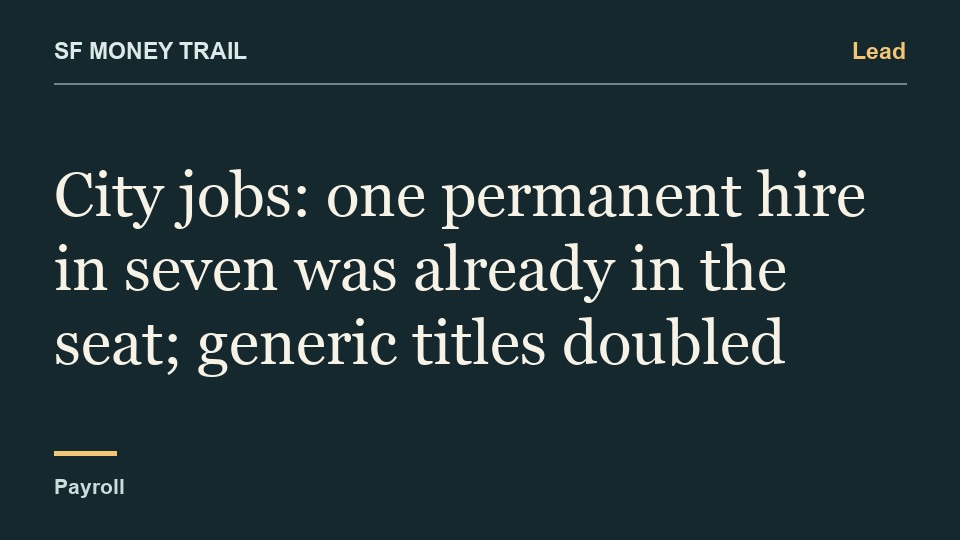 SF MONEY TRAIL
Lead
City jobs: one permanent hire
in seven was already in the
seat; generic titles doubled
Payroll